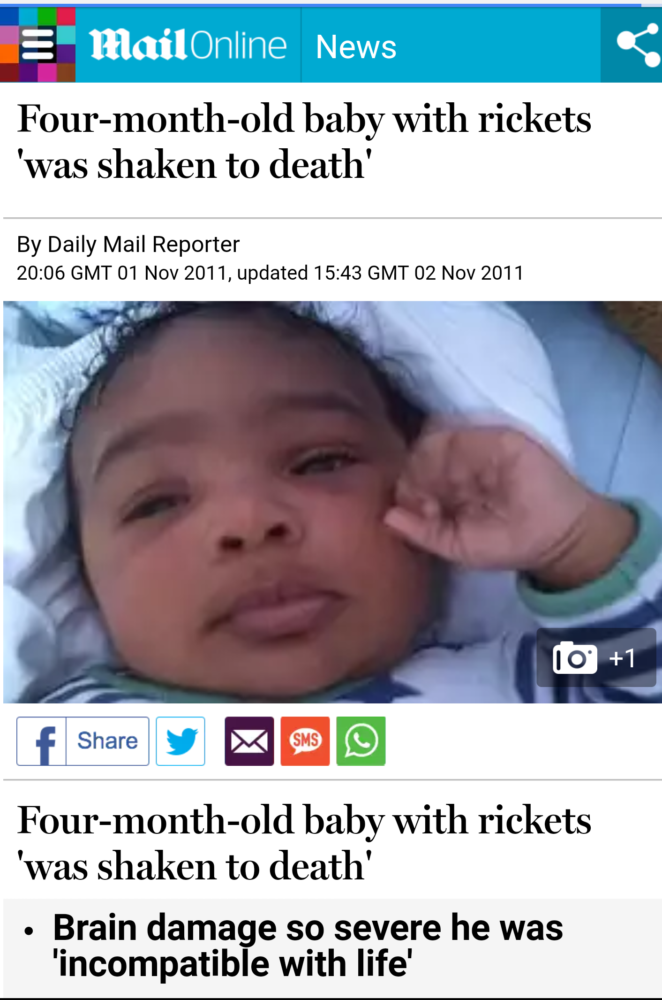 MailOnline News
Four-month-old baby with rickets
'was shaken to death'
By Daily Mail Reporter
20:06 GMT 01 Nov 2011, updated 15:43 GMT 02 Nov 2011
+1
f Share
SMS
Four-month-old baby with rickets
'was shaken to death'
• Brain damage so severe he was
'incompatible with life'